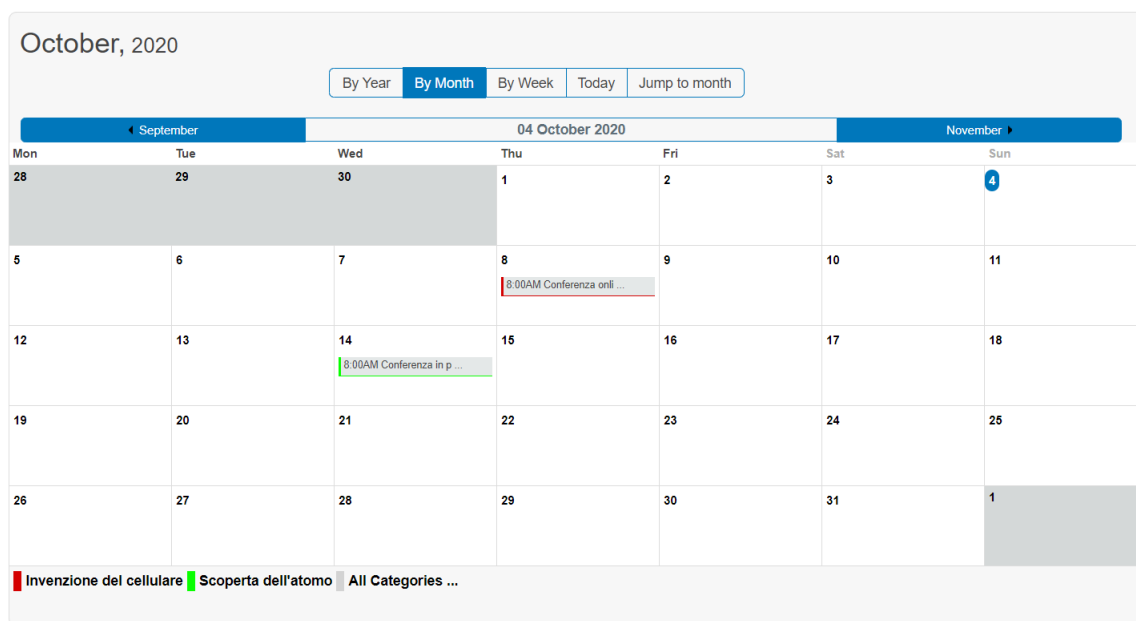 October, 2020
By Year By Month By Week Today Jump to month
September 04 October 2020 November
Mon Tue Wed Thu Fri Sat Sun
28 29 30 1 2 3 4
5 6 7 8 9 10 11
8:00AM Conferenza onli ...
12 13 14 15 16 17 18
8:00AM Conferenza in p ...
19 20 21 22 23 24 25
26 27 28 29 30 31 1
Invenzione del cellulare Scoperta dell'atomo All Categories ...